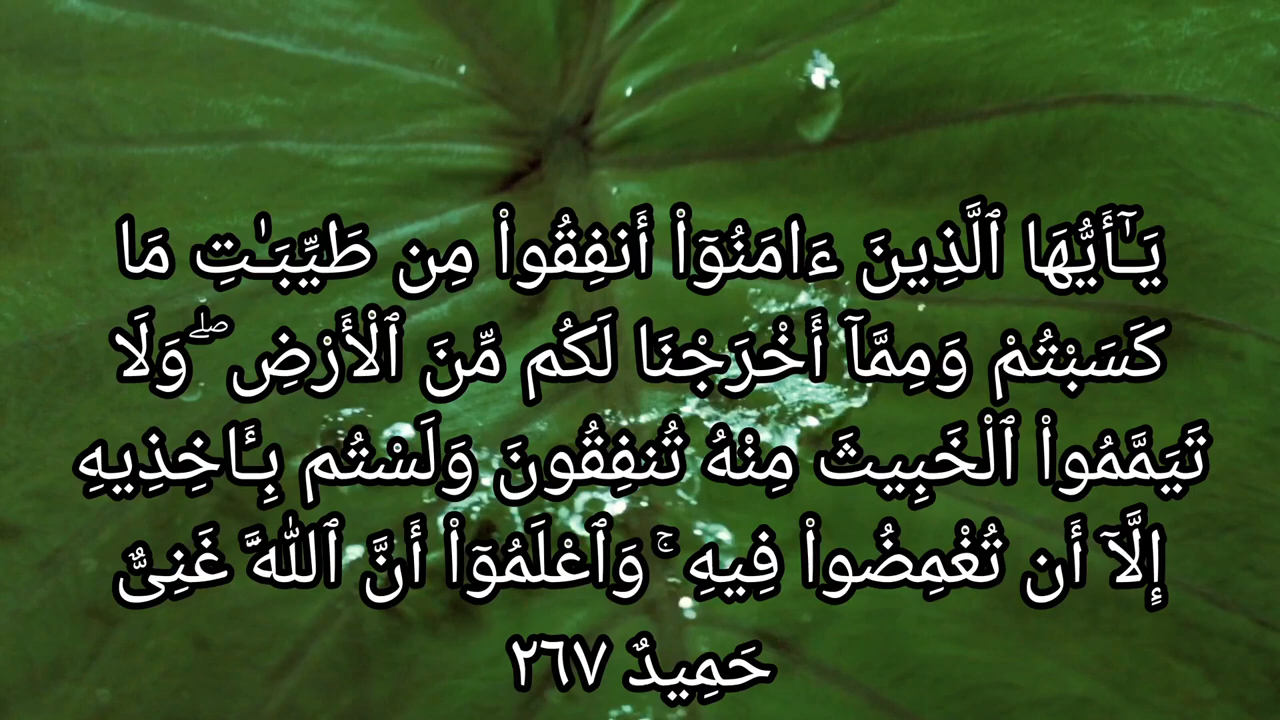 يَـٰٓأَيُّهَا ٱلَّذِينَ ءَامَنُوٓا۟ أَنفِقُوا۟ مِن طَيِّبَـٰتِ مَا
كَسَبْتُمْ وَمِمَّآ أَخْرَجْنَا لَكُم مِّنَ ٱلْأَرْضِ ۖ وَلَا
تَيَمَّمُوا۟ ٱلْخَبِيثَ مِنْهُ تُنفِقُونَ وَلَسْتُم بِـَٔاخِذِيهِ
إِلَّآ أَن تُغْمِضُوا۟ فِيهِ ۚ وَٱعْلَمُوٓا۟ أَنَّ ٱللَّهَ غَنِىٌّ
حَمِيدٌ ٢٦٧